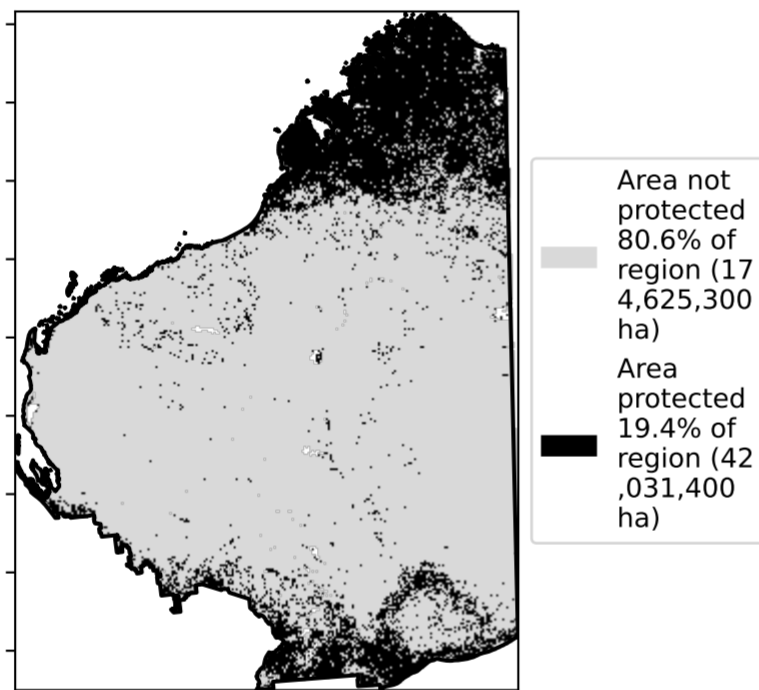 Area not
protected
80.6% of
region (17
4,625,300
ha)
Area
protected
19.4% of
region (42
,031,400
ha)